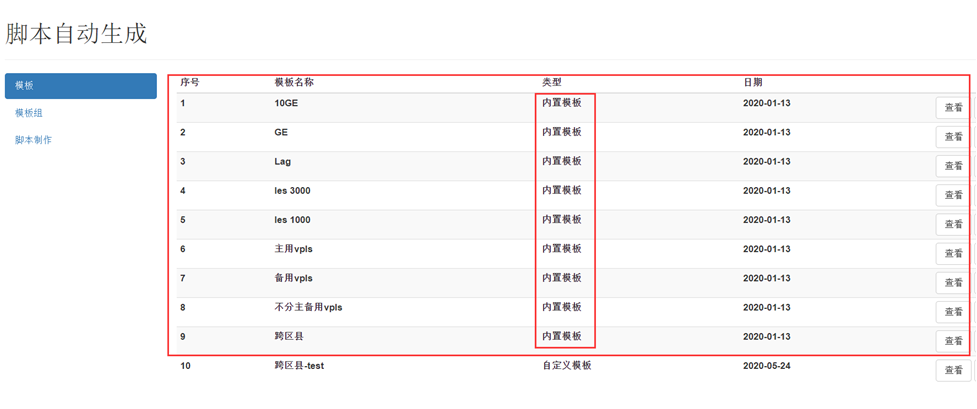 脚本自动生成
模板
模板组
脚本制作
序号 模板名称 类型 日期
1 10GE 内置模板 2020-01-13 查看
2 GE 内置模板 2020-01-13 查看
3 Lag 内置模板 2020-01-13 查看
4 les 3000 内置模板 2020-01-13 查看
5 les 1000 内置模板 2020-01-13 查看
6 主用vpls 内置模板 2020-01-13 查看
7 备用vpls 内置模板 2020-01-13 查看
8 不分主备用vpls 内置模板 2020-01-13 查看
9 跨区县 内置模板 2020-01-13 查看
10 跨区县-test 自定义模板 2020-05-24 查看